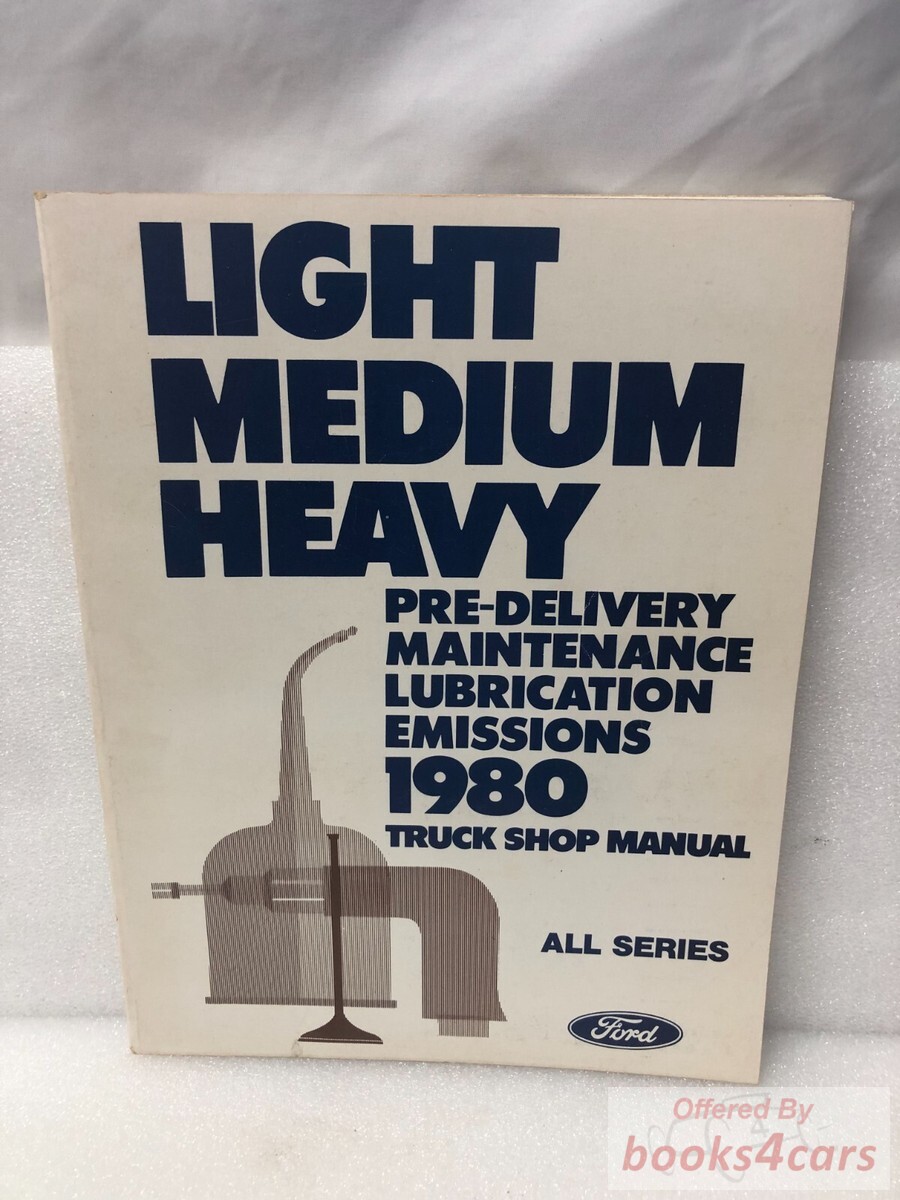 LIGHT
MEDIUM
HEAVY
PRE-DELIVERY
MAINTENANCE
LUBRICATION
EMISSIONS
1980
TRUCK SHOP MANUAL
ALL SERIES
Ford
Offered By
books4cars